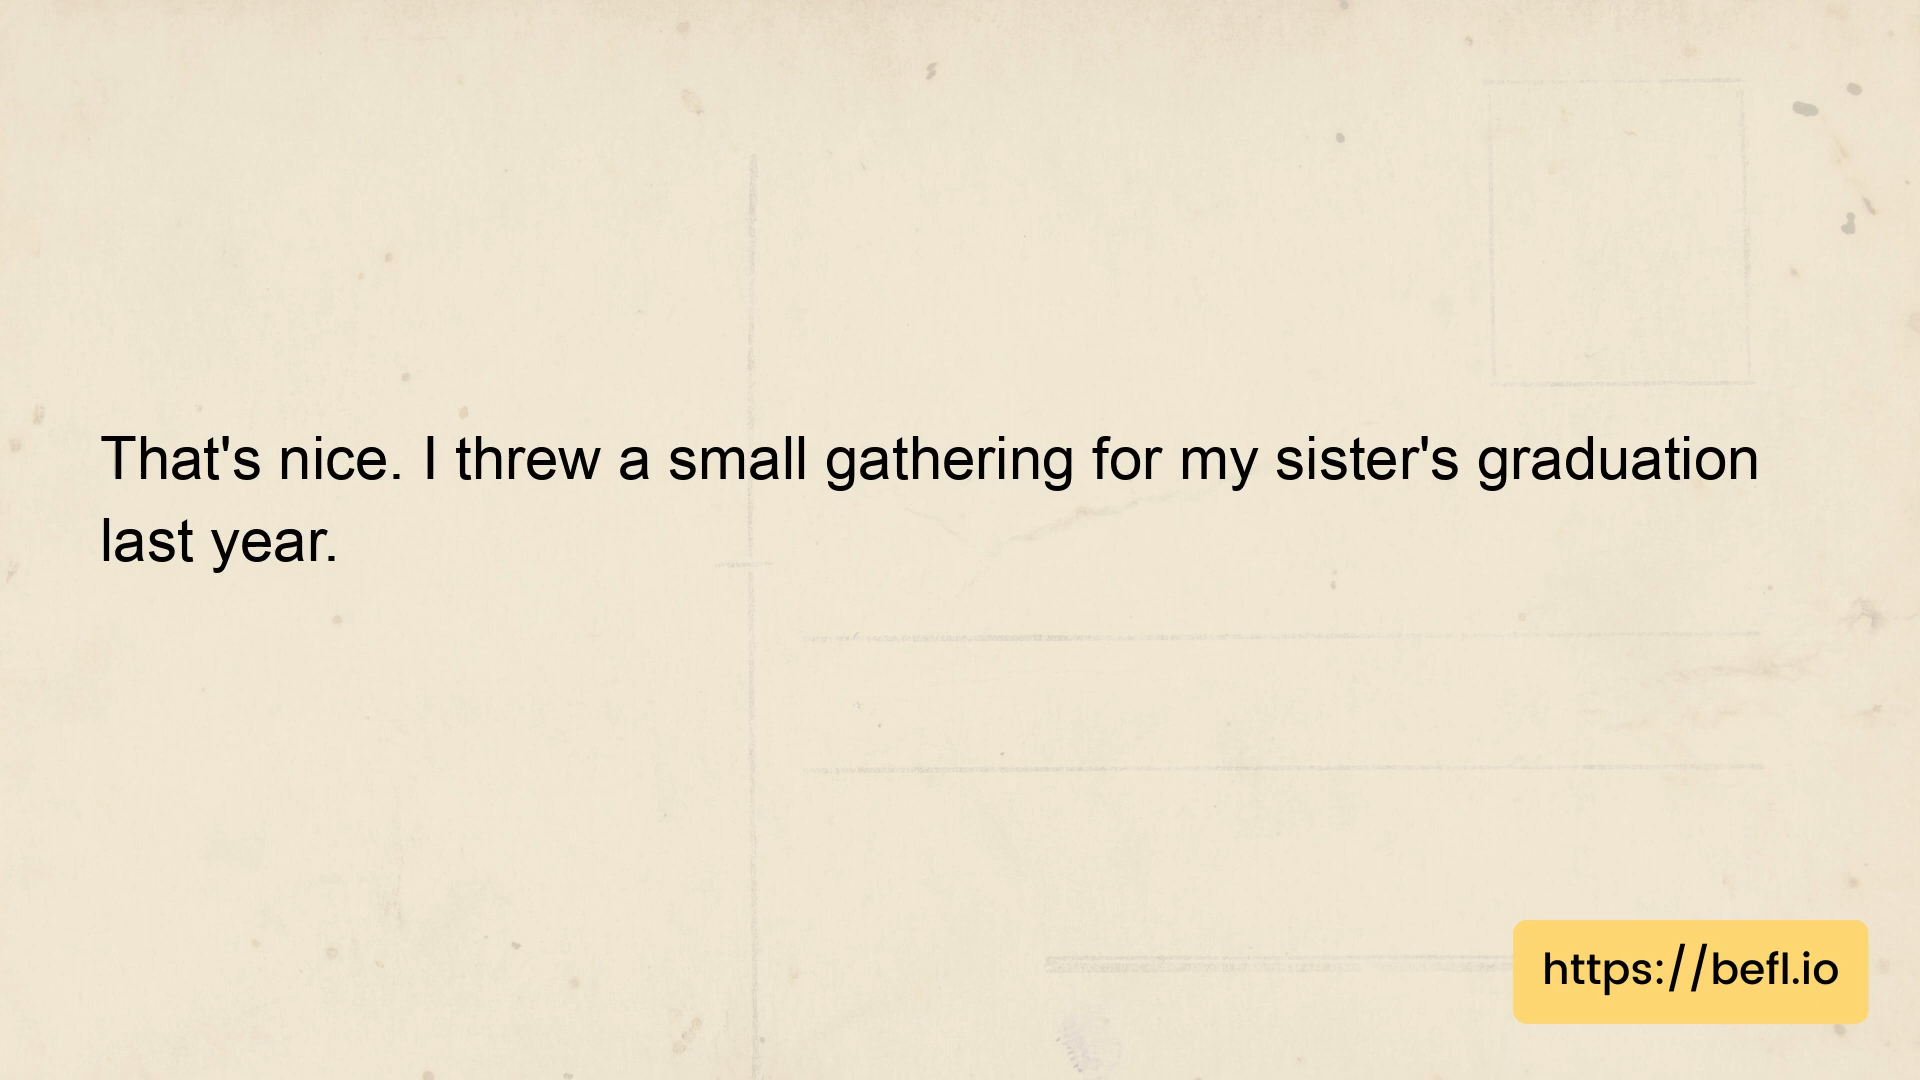 That's nice. I threw a small gathering for my sister's graduation
last year.
https://befl.io